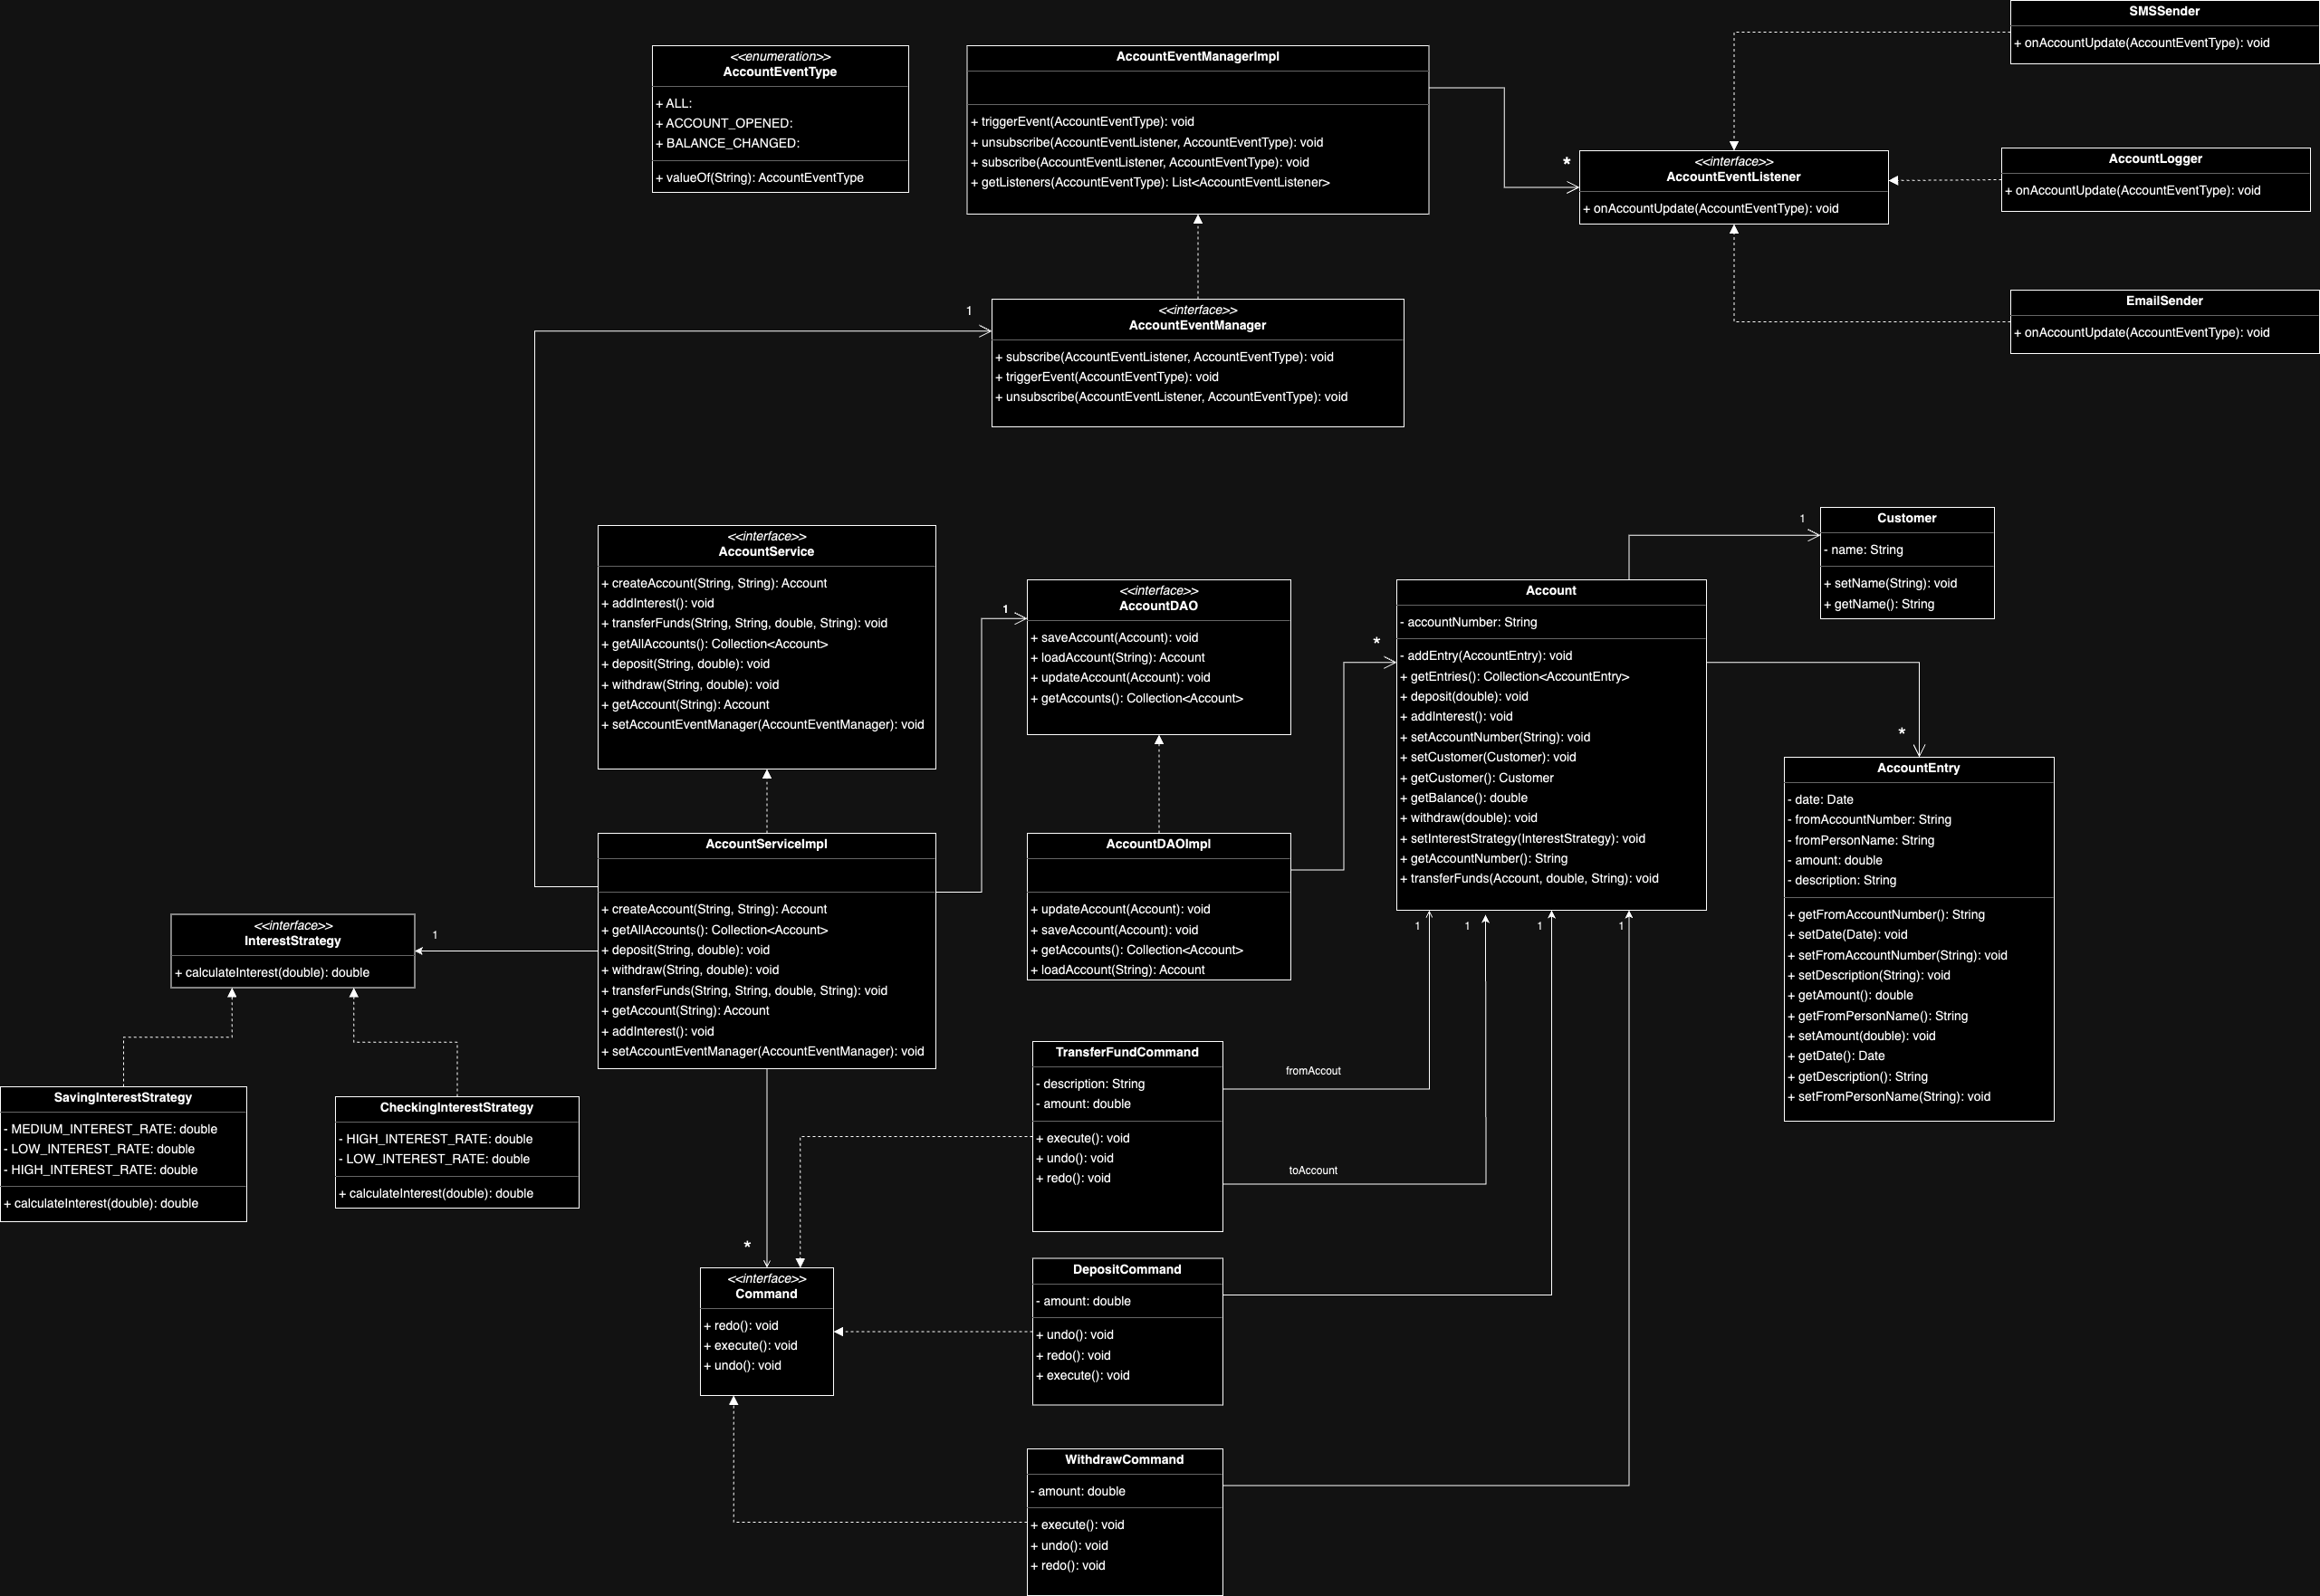 SMSSender
+ onAccountUpdate(AccountEventType): void
<<enumeration>>
AccountEventType
+ ALL:
+ ACCOUNT_OPENED:
+ BALANCE_CHANGED:
+ valueOf(String): AccountEventType
AccountEventManagerImpl
+ triggerEvent(AccountEventType): void
+ unsubscribe(AccountEventListener, AccountEventType): void
+ subscribe(AccountEventListener, AccountEventType): void
+ getListeners(AccountEventType): List<AccountEventListener>
*
<<interface>>
AccountEventListener
+ onAccountUpdate(AccountEventType): void
AccountLogger
+ onAccountUpdate(AccountEventType): void
EmailSender
+ onAccountUpdate(AccountEventType): void
1
<<interface>>
AccountEventManager
+ subscribe(AccountEventListener, AccountEventType): void
+ triggerEvent(AccountEventType): void
+ unsubscribe(AccountEventListener, AccountEventType): void
<<interface>>
AccountService
+ createAccount(String, String): Account
+ addInterest(): void
+ transferFunds(String, String, double, String): void
+ getAllAccounts(): Collection<Account>
+ deposit(String, double): void
+ withdraw(String, double): void
+ getAccount(String): Account
+ setAccountEventManager(AccountEventManager): void
1
<<interface>>
AccountDAO
+ saveAccount(Account): void
+ loadAccount(String): Account
+ updateAccount(Account): void
+ getAccounts(): Collection<Account>
*
Account
- accountNumber: String
- addEntry(AccountEntry): void
+ getEntries(): Collection<AccountEntry>
+ deposit(double): void
+ addInterest(): void
+ setAccountNumber(String): void
+ setCustomer(Customer): void
+ getCustomer(): Customer
+ getBalance(): double
+ withdraw(double): void
+ setInterestStrategy(InterestStrategy): void
+ getAccountNumber(): String
+ transferFunds(Account, double, String): void
1
Customer
- name: String
+ setName(String): void
+ getName(): String
*
AccountEntry
- date: Date
- fromAccountNumber: String
- fromPersonName: String
- amount: double
- description: String
+ getFromAccountNumber(): String
+ setDate(Date): void
+ setFromAccountNumber(String): void
+ setDescription(String): void
+ getAmount(): double
+ getFromPersonName(): String
+ setAmount(double): void
+ getDate(): Date
+ getDescription(): String
+ setFromPersonName(String): void
AccountServiceImpl
+ createAccount(String, String): Account
+ getAllAccounts(): Collection<Account>
+ deposit(String, double): void
+ withdraw(String, double): void
+ transferFunds(String, String, double, String): void
+ getAccount(String): Account
+ addInterest(): void
+ setAccountEventManager(AccountEventManager): void
AccountDAOImpl
+ updateAccount(Account): void
+ saveAccount(Account): void
+ getAccounts(): Collection<Account>
+ loadAccount(String): Account
<<interface>>
InterestStrategy
+ calculateInterest(double): double
1
1
1
1
1
SavingInterestStrategy
- MEDIUM_INTEREST_RATE: double
- LOW_INTEREST_RATE: double
- HIGH_INTEREST_RATE: double
+ calculateInterest(double): double
CheckingInterestStrategy
- HIGH_INTEREST_RATE: double
- LOW_INTEREST_RATE: double
+ calculateInterest(double): double
TransferFundCommand
- description: String
- amount: double
+ execute(): void
+ undo(): void
+ redo(): void
fromAccout
toAccount
*
<<interface>>
Command
+ redo(): void
+ execute(): void
+ undo(): void
DepositCommand
- amount: double
+ undo(): void
+ redo(): void
+ execute(): void
WithdrawCommand
- amount: double
+ execute(): void
+ undo(): void
+ redo(): void